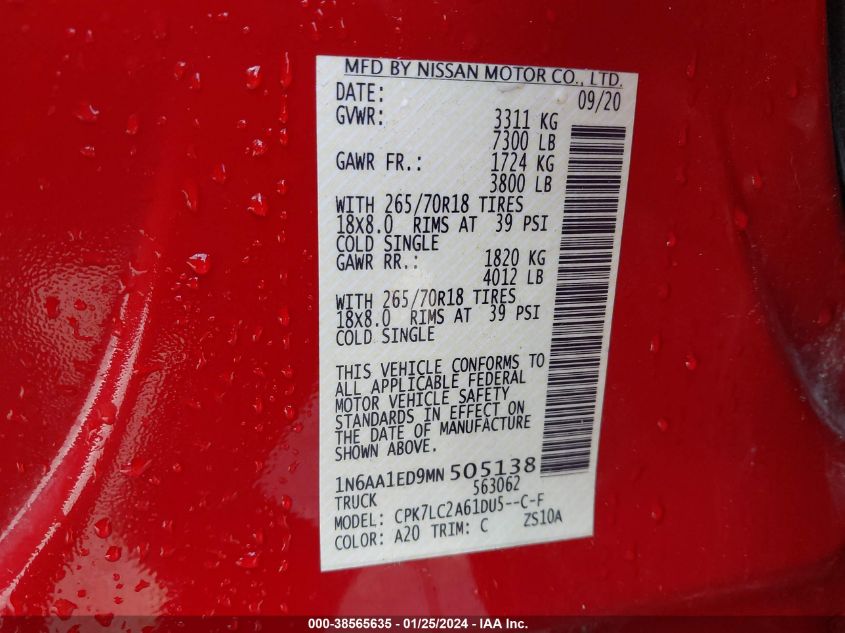 MFD BY NISSAN MOTOR CO., LTD.
DATE: 09/20
GVWR: 3311 KG
7300 LB
GAWR FR.: 1724 KG
3800 LB
WITH 265/70R18 TIRES
18X8.0 RIMS AT 39 PSI
COLD SINGLE
GAWR RR.: 1820 KG
4012 LB
WITH 265/70R18 TIRES
18X8.0 RIMS AT 39 PSI
COLD SINGLE
THIS VEHICLE CONFORMS TO
ALL APPLICABLE FEDERAL
MOTOR VEHICLE SAFETY
STANDARDS IN EFFECT ON
THE DATE OF MANUFACTURE
SHOWN ABOVE.
1N6AA1ED9MN 505138
TRUCK 563062
MODEL: CPK7LC2A61DU5--C-F
COLOR: A20 TRIM: C ZS10A
000-38565635 - 01/25/2024 - IAA Inc.